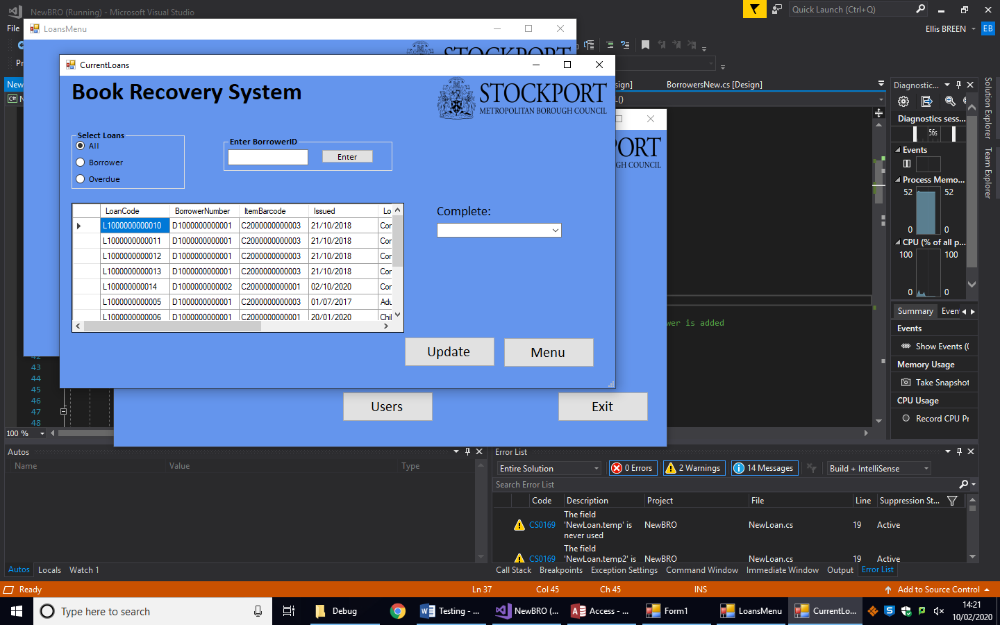 NewBRO (Running) - Microsoft Visual Studio
Quick Launch (Ctrl+Q)
File
LoansMenu
Ellis BREEN
EB
STOCKPORT
CurrentLoans
Book Recovery System
STOCKPORT
METROPOLITAN BOROUGH COUNCIL
BorrowersNew.cs [Design]
Diagnostic...
Solution Explorer
Team Explorer
Diagnostics sess...
56s
Select Loans
All
Borrower
Overdue
Enter BorrowerID
Enter
PORT
COUNCIL
Events
Process Memo...
52
52
0
0
CPU (% of all p...
100
100
0
0
LoanCode BorrowerNumber ItemBarcode Issued Lo
L1000000000010 D1000000000001 C2000000000003 21/10/2018 Cor
L1000000000011 D1000000000001 C2000000000003 21/10/2018 Cor
L1000000000012 D1000000000001 C2000000000003 21/10/2018 Cor
L1000000000013 D1000000000001 C2000000000003 21/10/2018 Cor
L100000000014 D1000000000002 C2000000000001 02/10/2020 Cor
L1000000000005 D1000000000001 C2000000000003 01/07/2017 Adu
L1000000000006 D1000000000001 C2000000000001 20/01/2020 Chil
Complete:
Update
Menu
Users
Exit
wer is added
Summary
Events
Show Events (0
Memory Usage
Take Snapshot
CPU Usage
Record CPU Pr
43
44
45
46
47
48
100 %
Autos
Name Value Type
Autos Locals Watch 1
Error List
Entire Solution 0 Errors 2 Warnings 14 Messages Build + IntelliSense
Search Error List
Code Description Project File Line Suppression St...
CS0169 The field
'NewLoan.temp' is
never used
NewBRO NewLoan.cs 19 Active
CS0169 The field
'NewLoan.temp2' is
NewBRO NewLoan.cs 19 Active
Call Stack Breakpoints Exception Settings Command Window Immediate Window Output Error List
Ready Ln 37 Col 45 Ch 45 INS Add to Source Control
Type here to search
Debug
Testing - ...
NewBRO (...
Access - ...
Form1
LoansMenu
CurrentLo...
14:21
10/02/2020